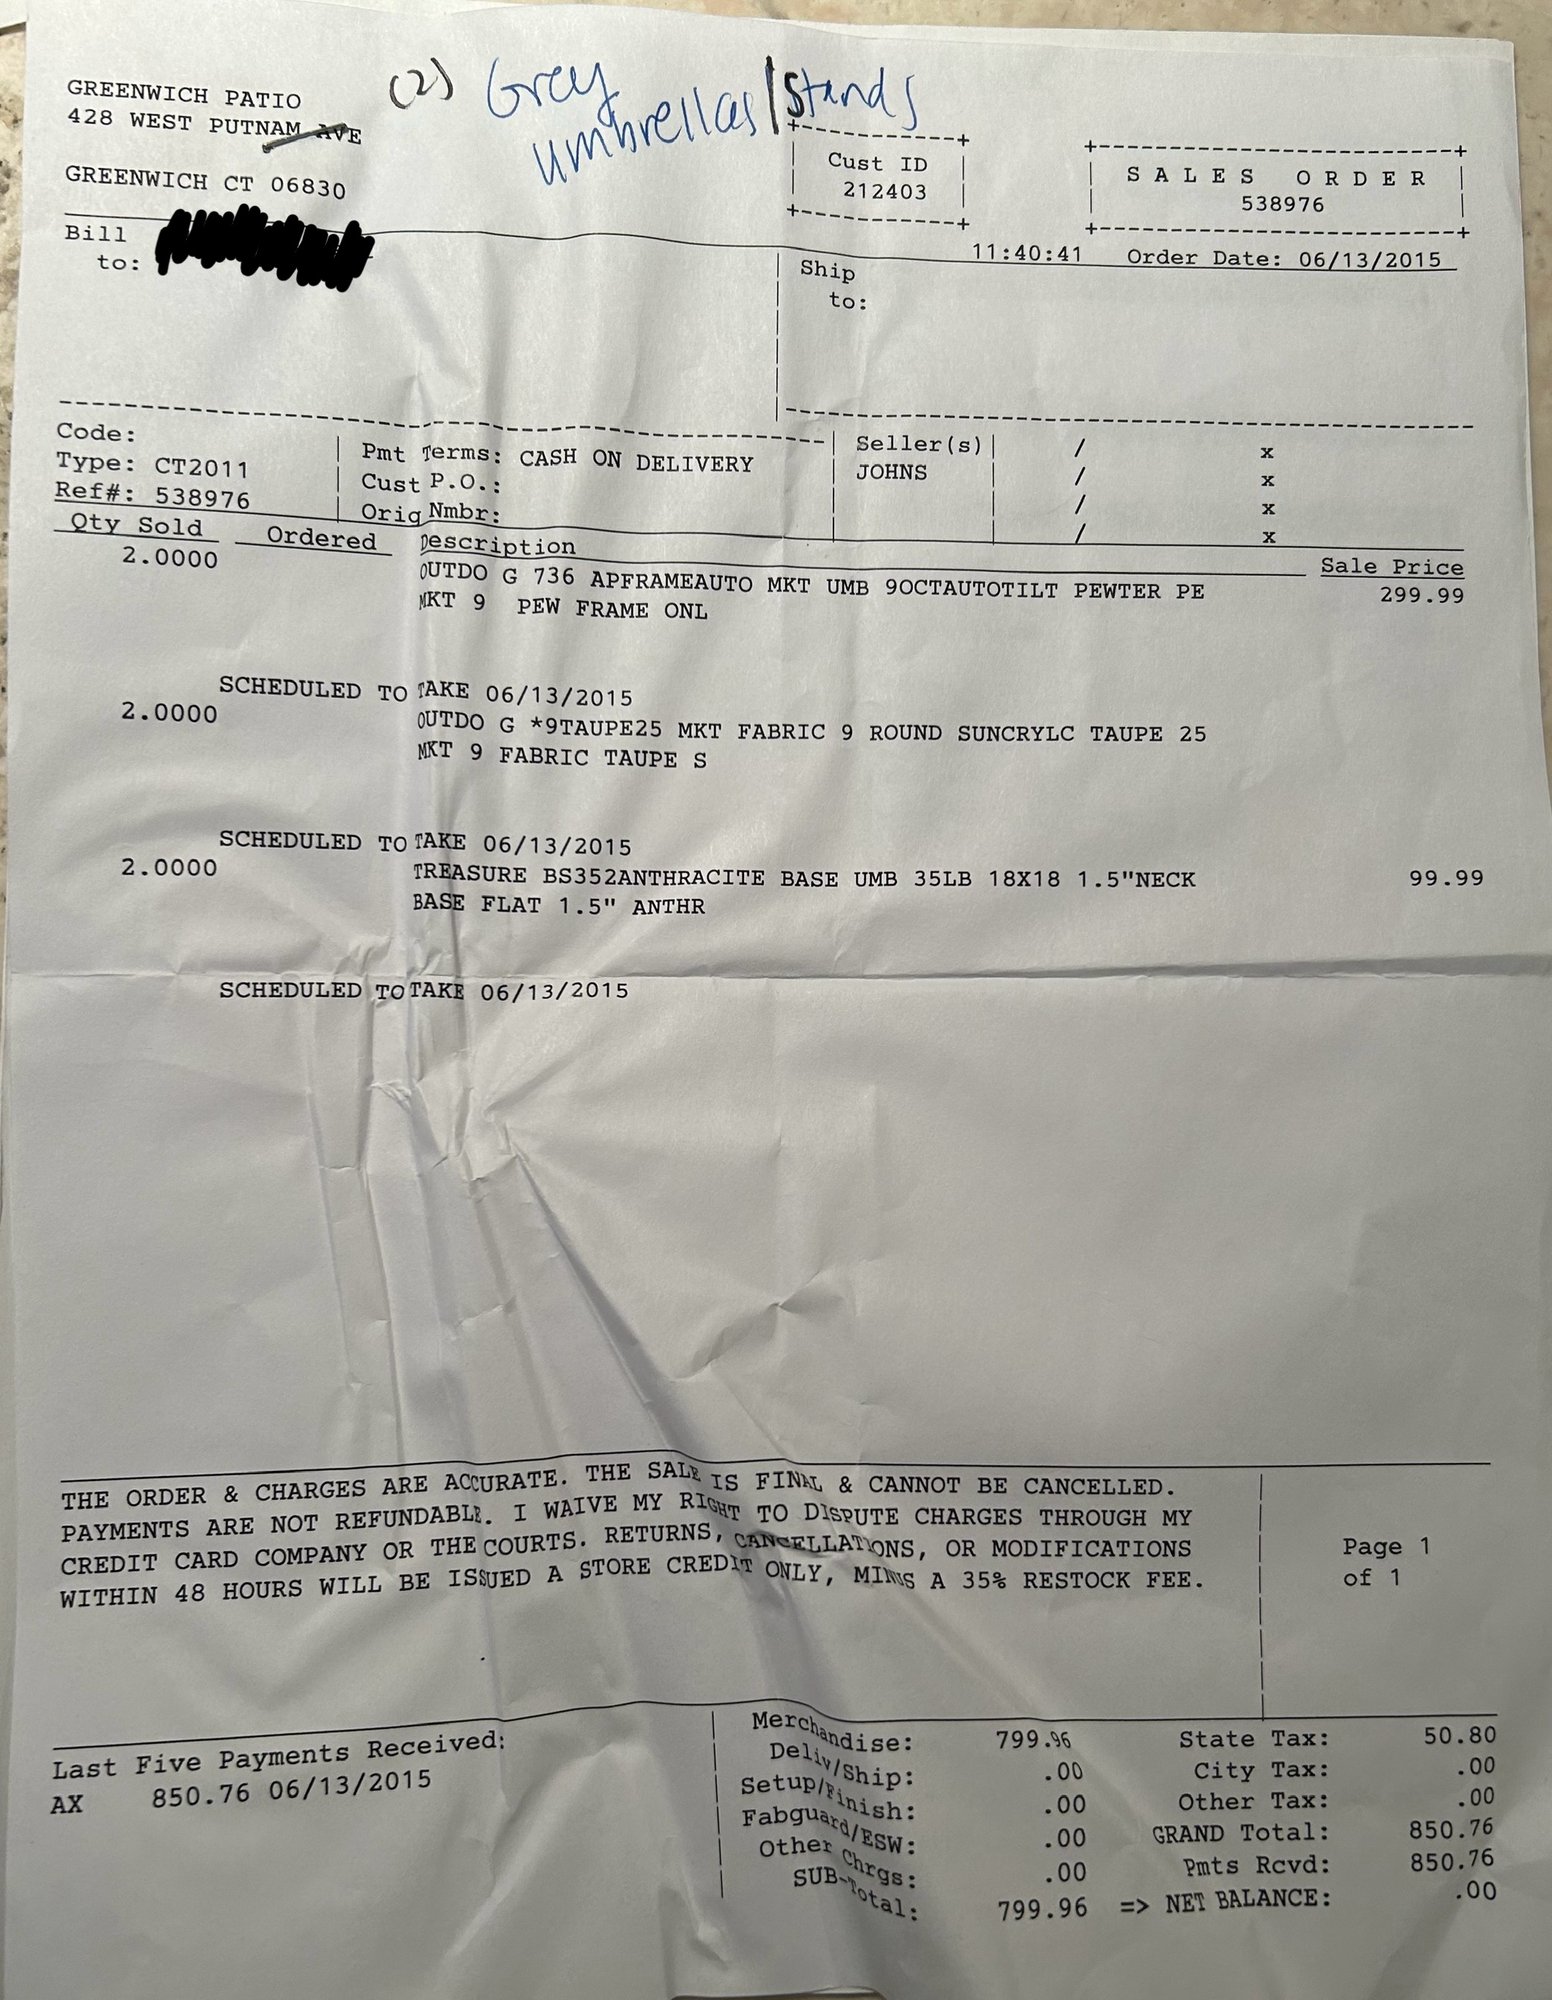 (2) Grey
umbrellas/Stands
GREENWICH PATIO
428 WEST PUTNAM AVE
GREENWICH CT 06830
Cust ID
212403
SALES ORDER
538976
11:40:41 Order Date: 06/13/2015
Bill
to:
Ship
to:
Code:
Type: CT2011
Ref#: 538976
Pmt Terms: CASH ON DELIVERY
Cust P.O.:
Orig Nmbr:
Seller(s)
JOHNS
/ x
/ x
/ x
/ x
Qty Sold Ordered Description Sale Price
2.0000 OUTDO G 736 APFRAMEAUTO MKT UMB 9OCTAUTOTILT PEWTER PE 299.99
MKT 9 PEW FRAME ONL
SCHEDULED TO TAKE 06/13/2015
2.0000 OUTDO G *9TAUPE25 MKT FABRIC 9 ROUND SUNCRYLC TAUPE 25
MKT 9 FABRIC TAUPE S
SCHEDULED TO TAKE 06/13/2015
2.0000 TREASURE BS352ANTHRACITE BASE UMB 35LB 18X18 1.5"NECK 99.99
BASE FLAT 1.5" ANTHR
SCHEDULED TO TAKE 06/13/2015
THE ORDER & CHARGES ARE ACCURATE. THE SALE IS FINAL & CANNOT BE CANCELLED.
PAYMENTS ARE NOT REFUNDABLE. I WAIVE MY RIGHT TO DISPUTE CHARGES THROUGH MY
CREDIT CARD COMPANY OR THE COURTS. RETURNS, CANCELLATIONS, OR MODIFICATIONS
WITHIN 48 HOURS WILL BE ISSUED A STORE CREDIT ONLY, MINUS A 35% RESTOCK FEE.
Page 1
of 1
Last Five Payments Received:
AX 850.76 06/13/2015
Merchandise: 799.96 State Tax: 50.80
Deliv/Ship: .00 City Tax: .00
Setup/Finish: .00 Other Tax: .00
Fabguard/ESW: .00 GRAND Total: 850.76
Other Chrgs: .00 Pmts Rcvd: 850.76
SUB-Total: 799.96 => NET BALANCE: .00